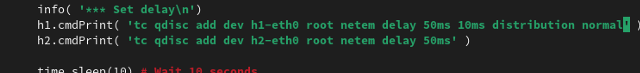 info( '*** Set delay\n')
h1.cmdPrint( 'tc qdisc add dev h1-eth0 root netem delay 50ms 10ms distribution normal' )
h2.cmdPrint( 'tc qdisc add dev h2-eth0 root netem delay 50ms' )
time.sleep(10) # Wait 10 seconds